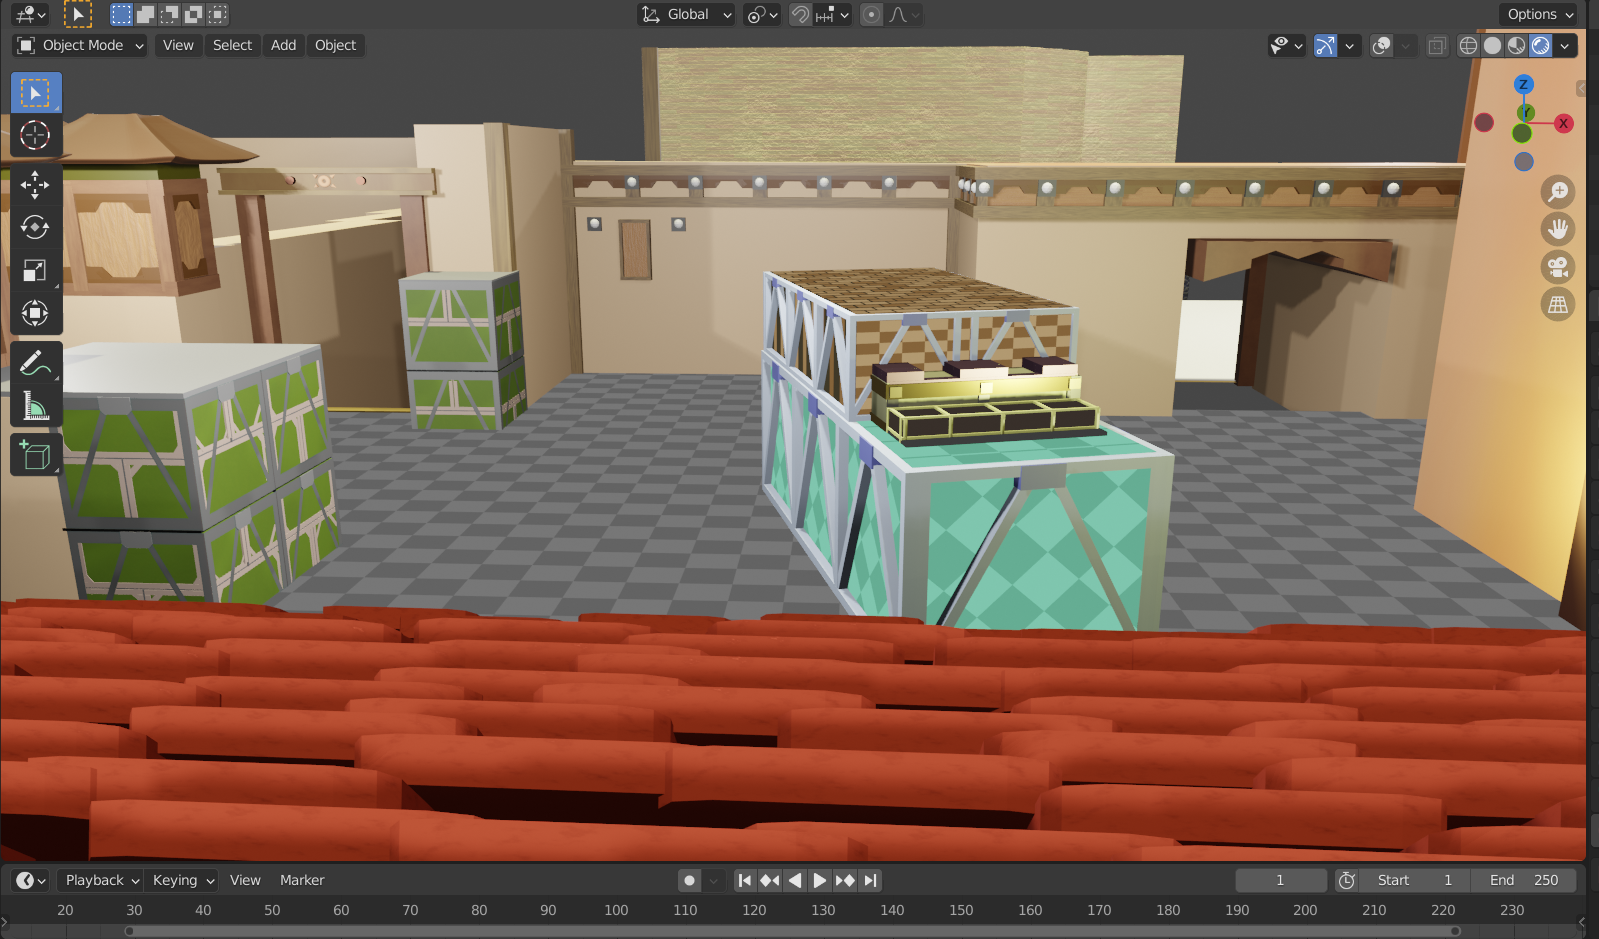 Global
Options
Object Mode View Select Add Object
Z
Y
X
Playback Keying View Marker
1 Start 1 End 250
20 30 40 50 60 70 80 90 100 110 120 130 140 150 160 170 180 190 200 210 220 230